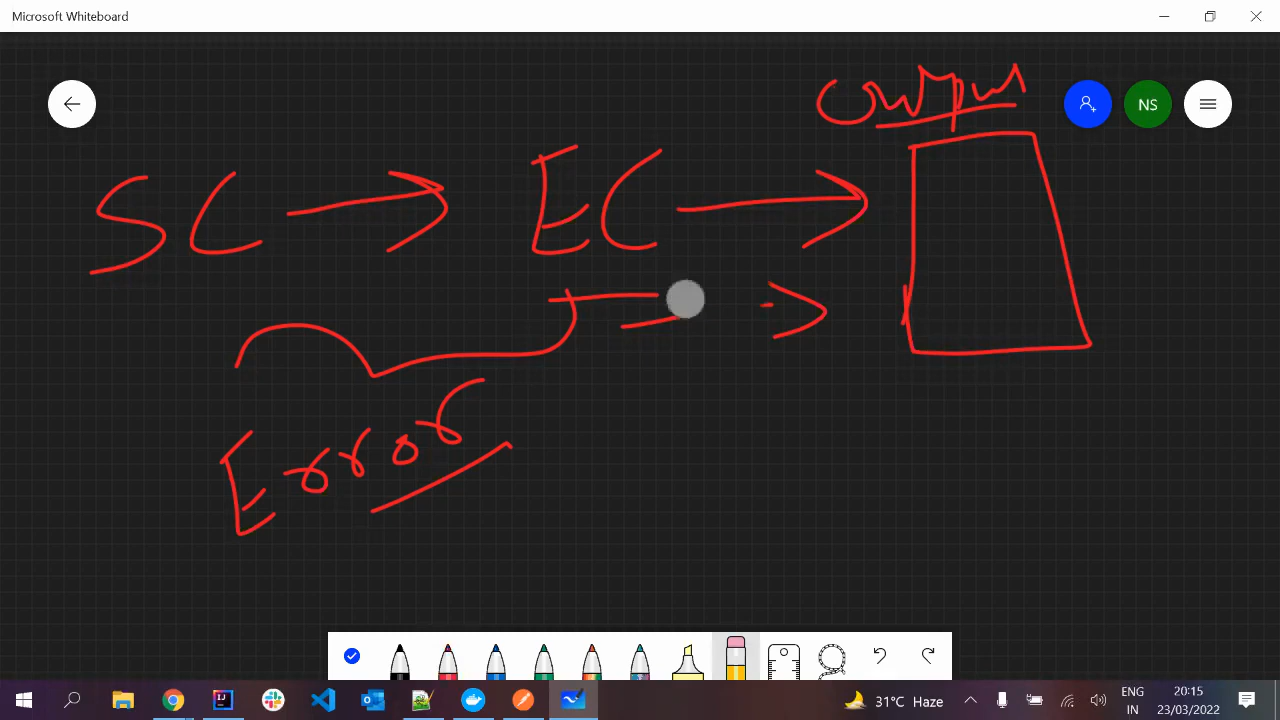 Microsoft Whiteboard
Output
NS
SC → EC →
Error
31°C Haze
ENG
IN
20:15
23/03/2022